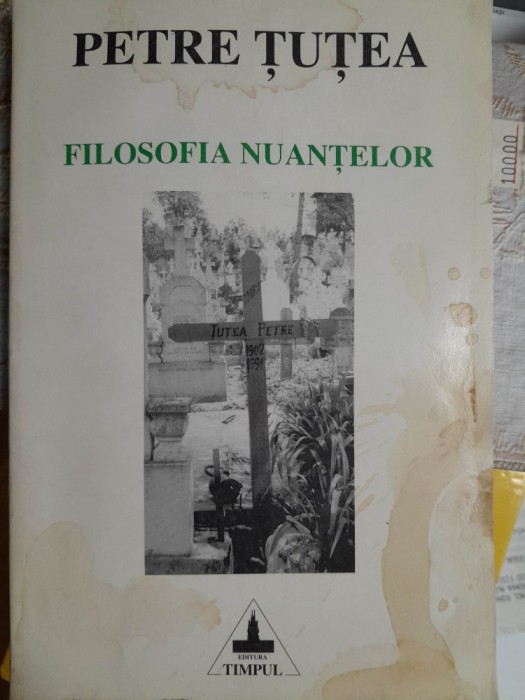 PETRE ȚUȚEA
FILOSOFIA NUANȚELOR
ȚUȚEA PETRE
1902
1991
EDITURA
TIMPUL
10000